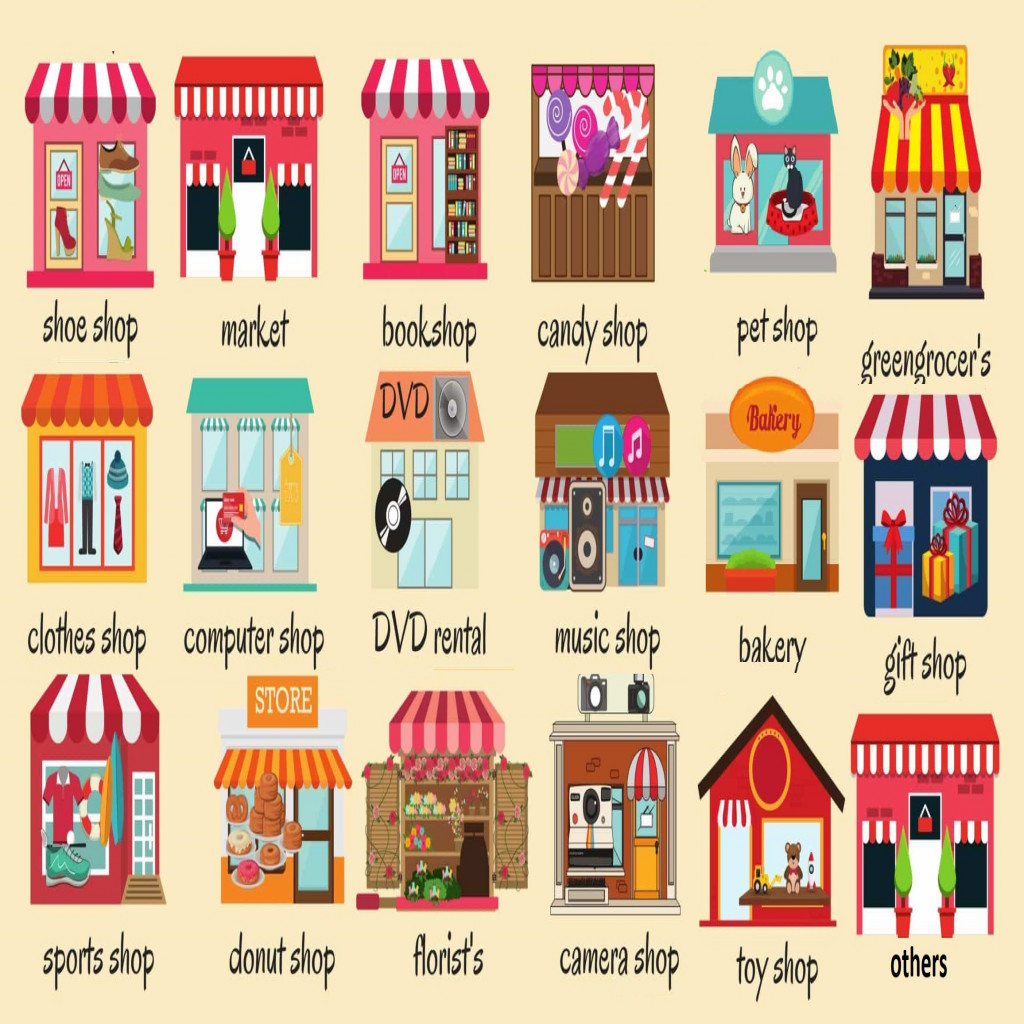 OPEN
OPEN
shoe shop
market
bookshop
candy shop
pet shop
greengrocer's
DVD
Bakery
clothes shop
computer shop
DVD rental
music shop
bakery
gift shop
STORE
sports shop
donut shop
florist's
camera shop
toy shop
others